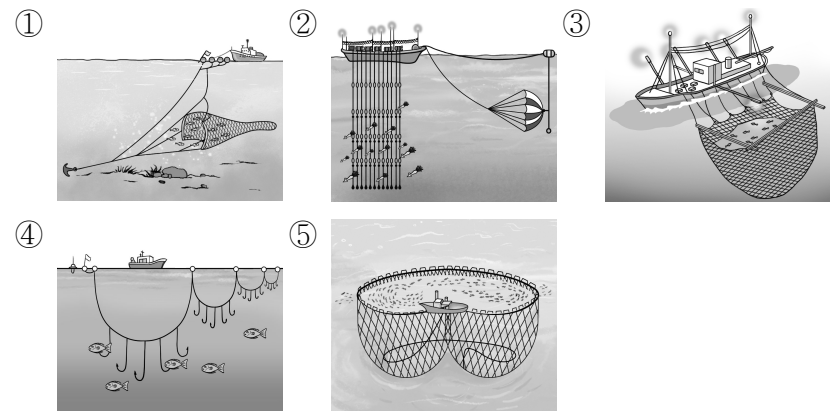 ① ② ③
④ ⑤